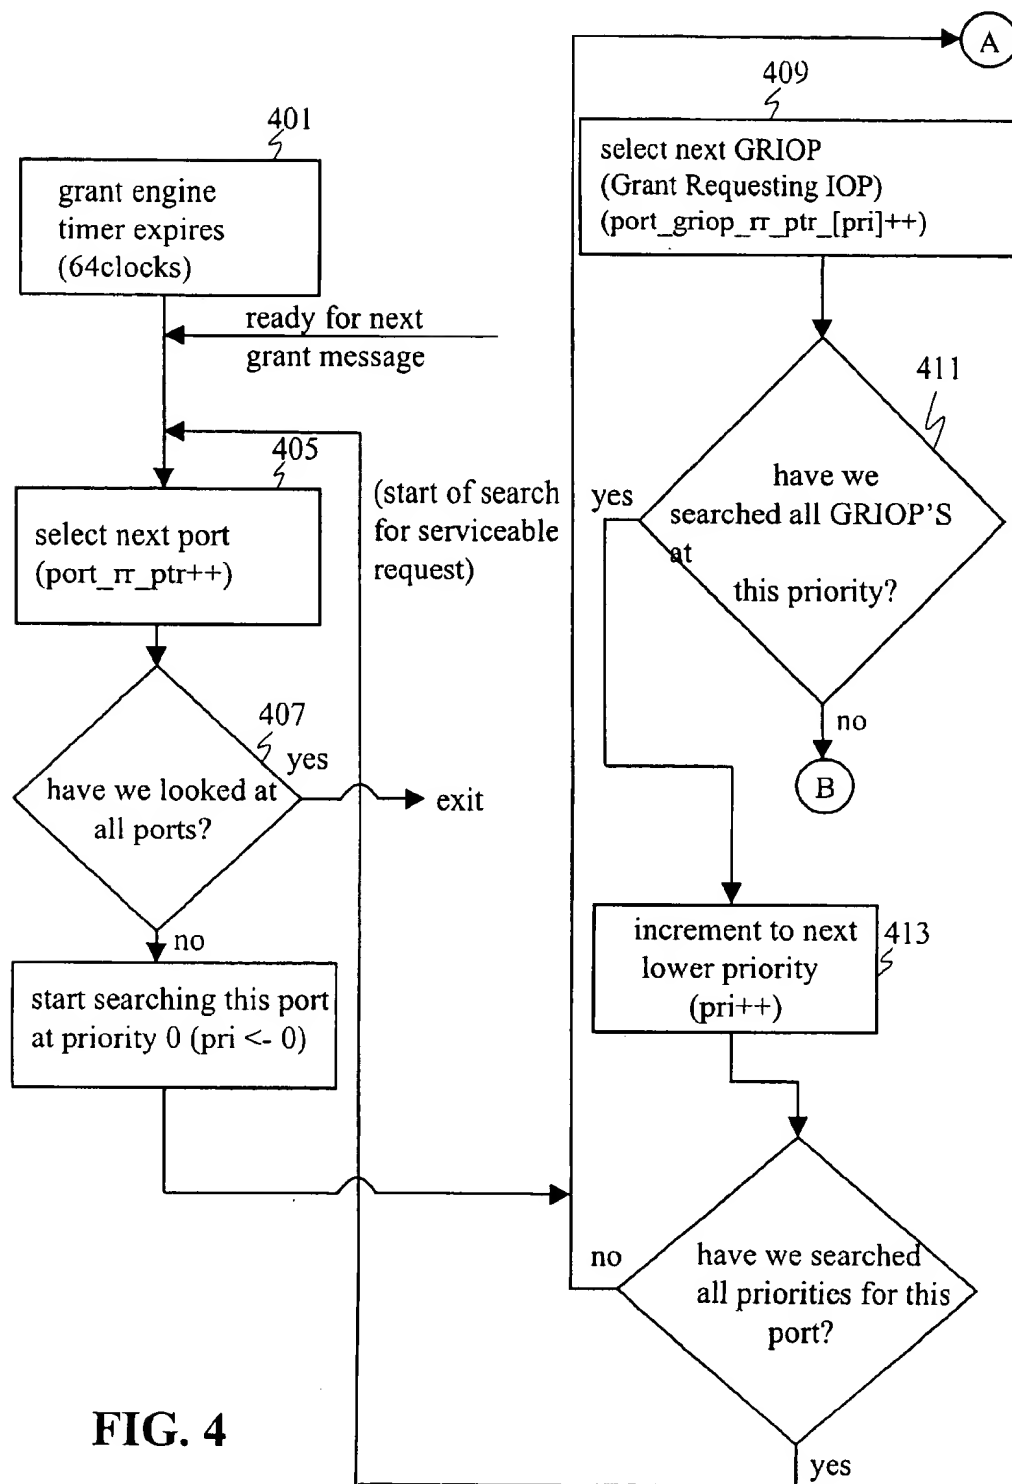 401
grant engine
timer expires
(64clocks)
ready for next
grant message
405
select next port
(port_rr_ptr++)
(start of search
for serviceable
request)
407
yes
have we looked at
all ports?
exit
no
start searching this port
at priority 0 (pri <- 0)
A
409
select next GRIOP
(Grant Requesting IOP)
(port_griop_rr_ptr_[pri]++)
411
yes
have we
searched all GRIOP'S
at
this priority?
no
B
increment to next
lower priority
(pri++)
413
no
have we searched
all priorities for this
port?
yes
FIG. 4